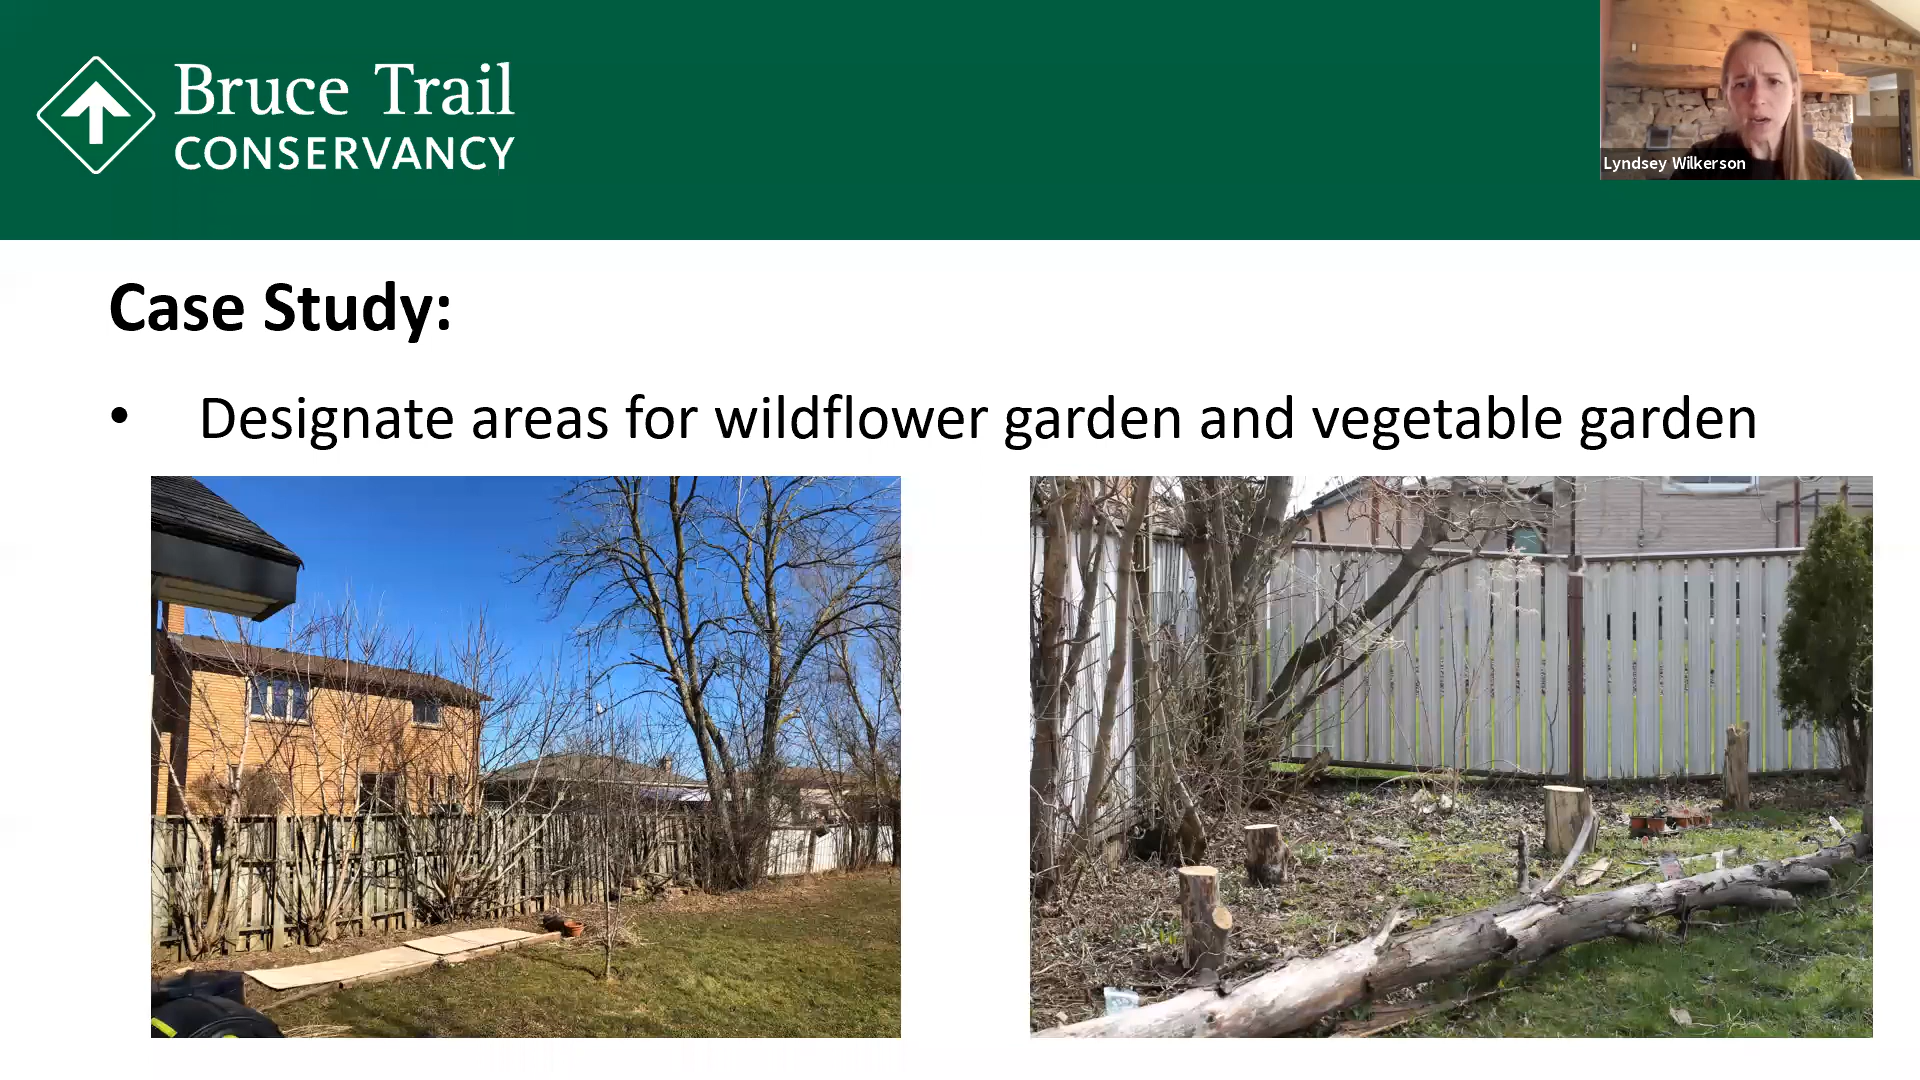 Bruce Trail
CONSERVANCY
Lyndsey Wilkerson
Case Study:
• Designate areas for wildflower garden and vegetable garden